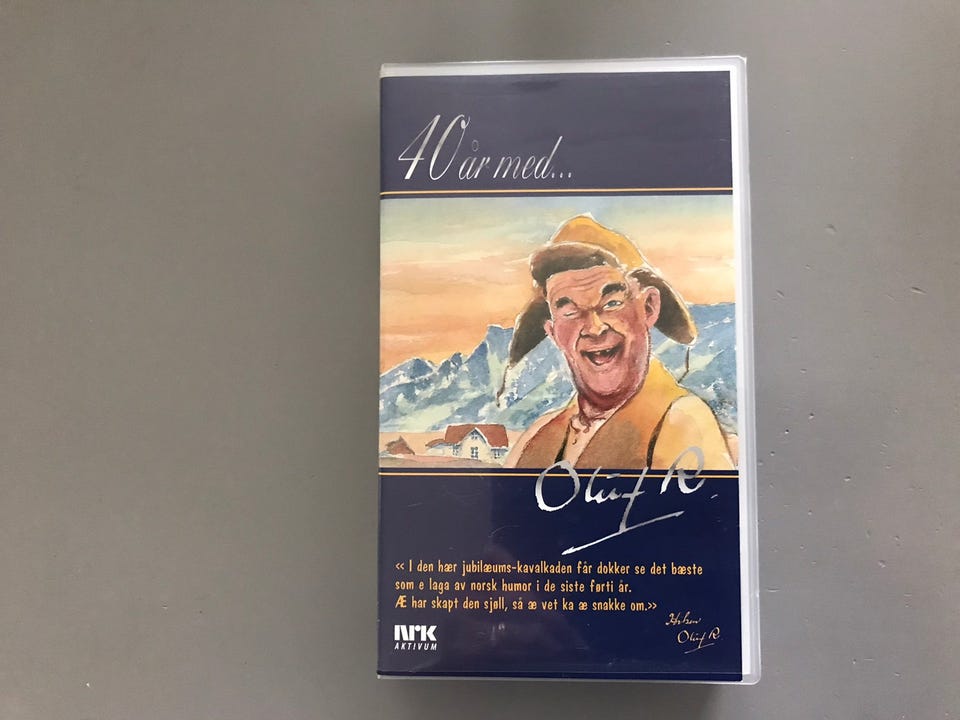 40 år med...
Oluf R.
<< I den hær jubilæums-kavalkaden får dokker se det bæste
som e laga av norsk humor i de siste førti år.
Æ har skapt den sjøll, så æ vet ka æ snakke om.>>
Helsen
Oluf R
NRK
AKTIVUM